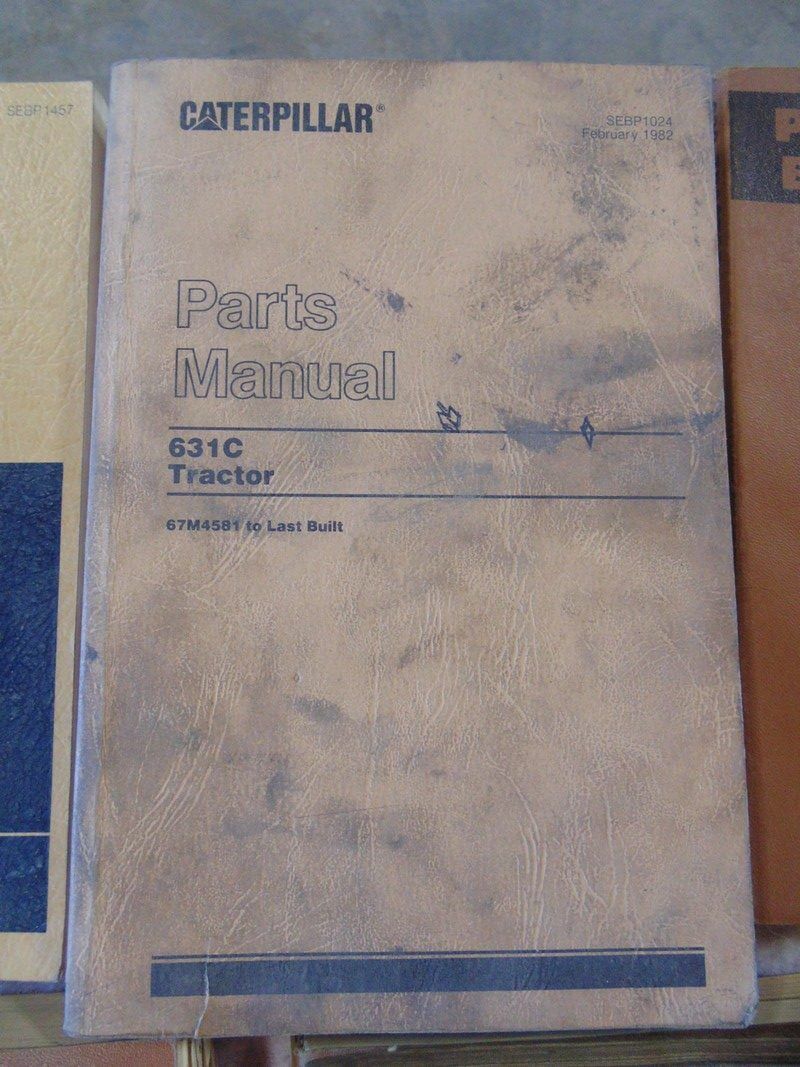 SEBP1457
CATERPILLAR®
SEBP1024
February 1982
Parts
Manual
631C
Tractor
67M4581 to Last Built